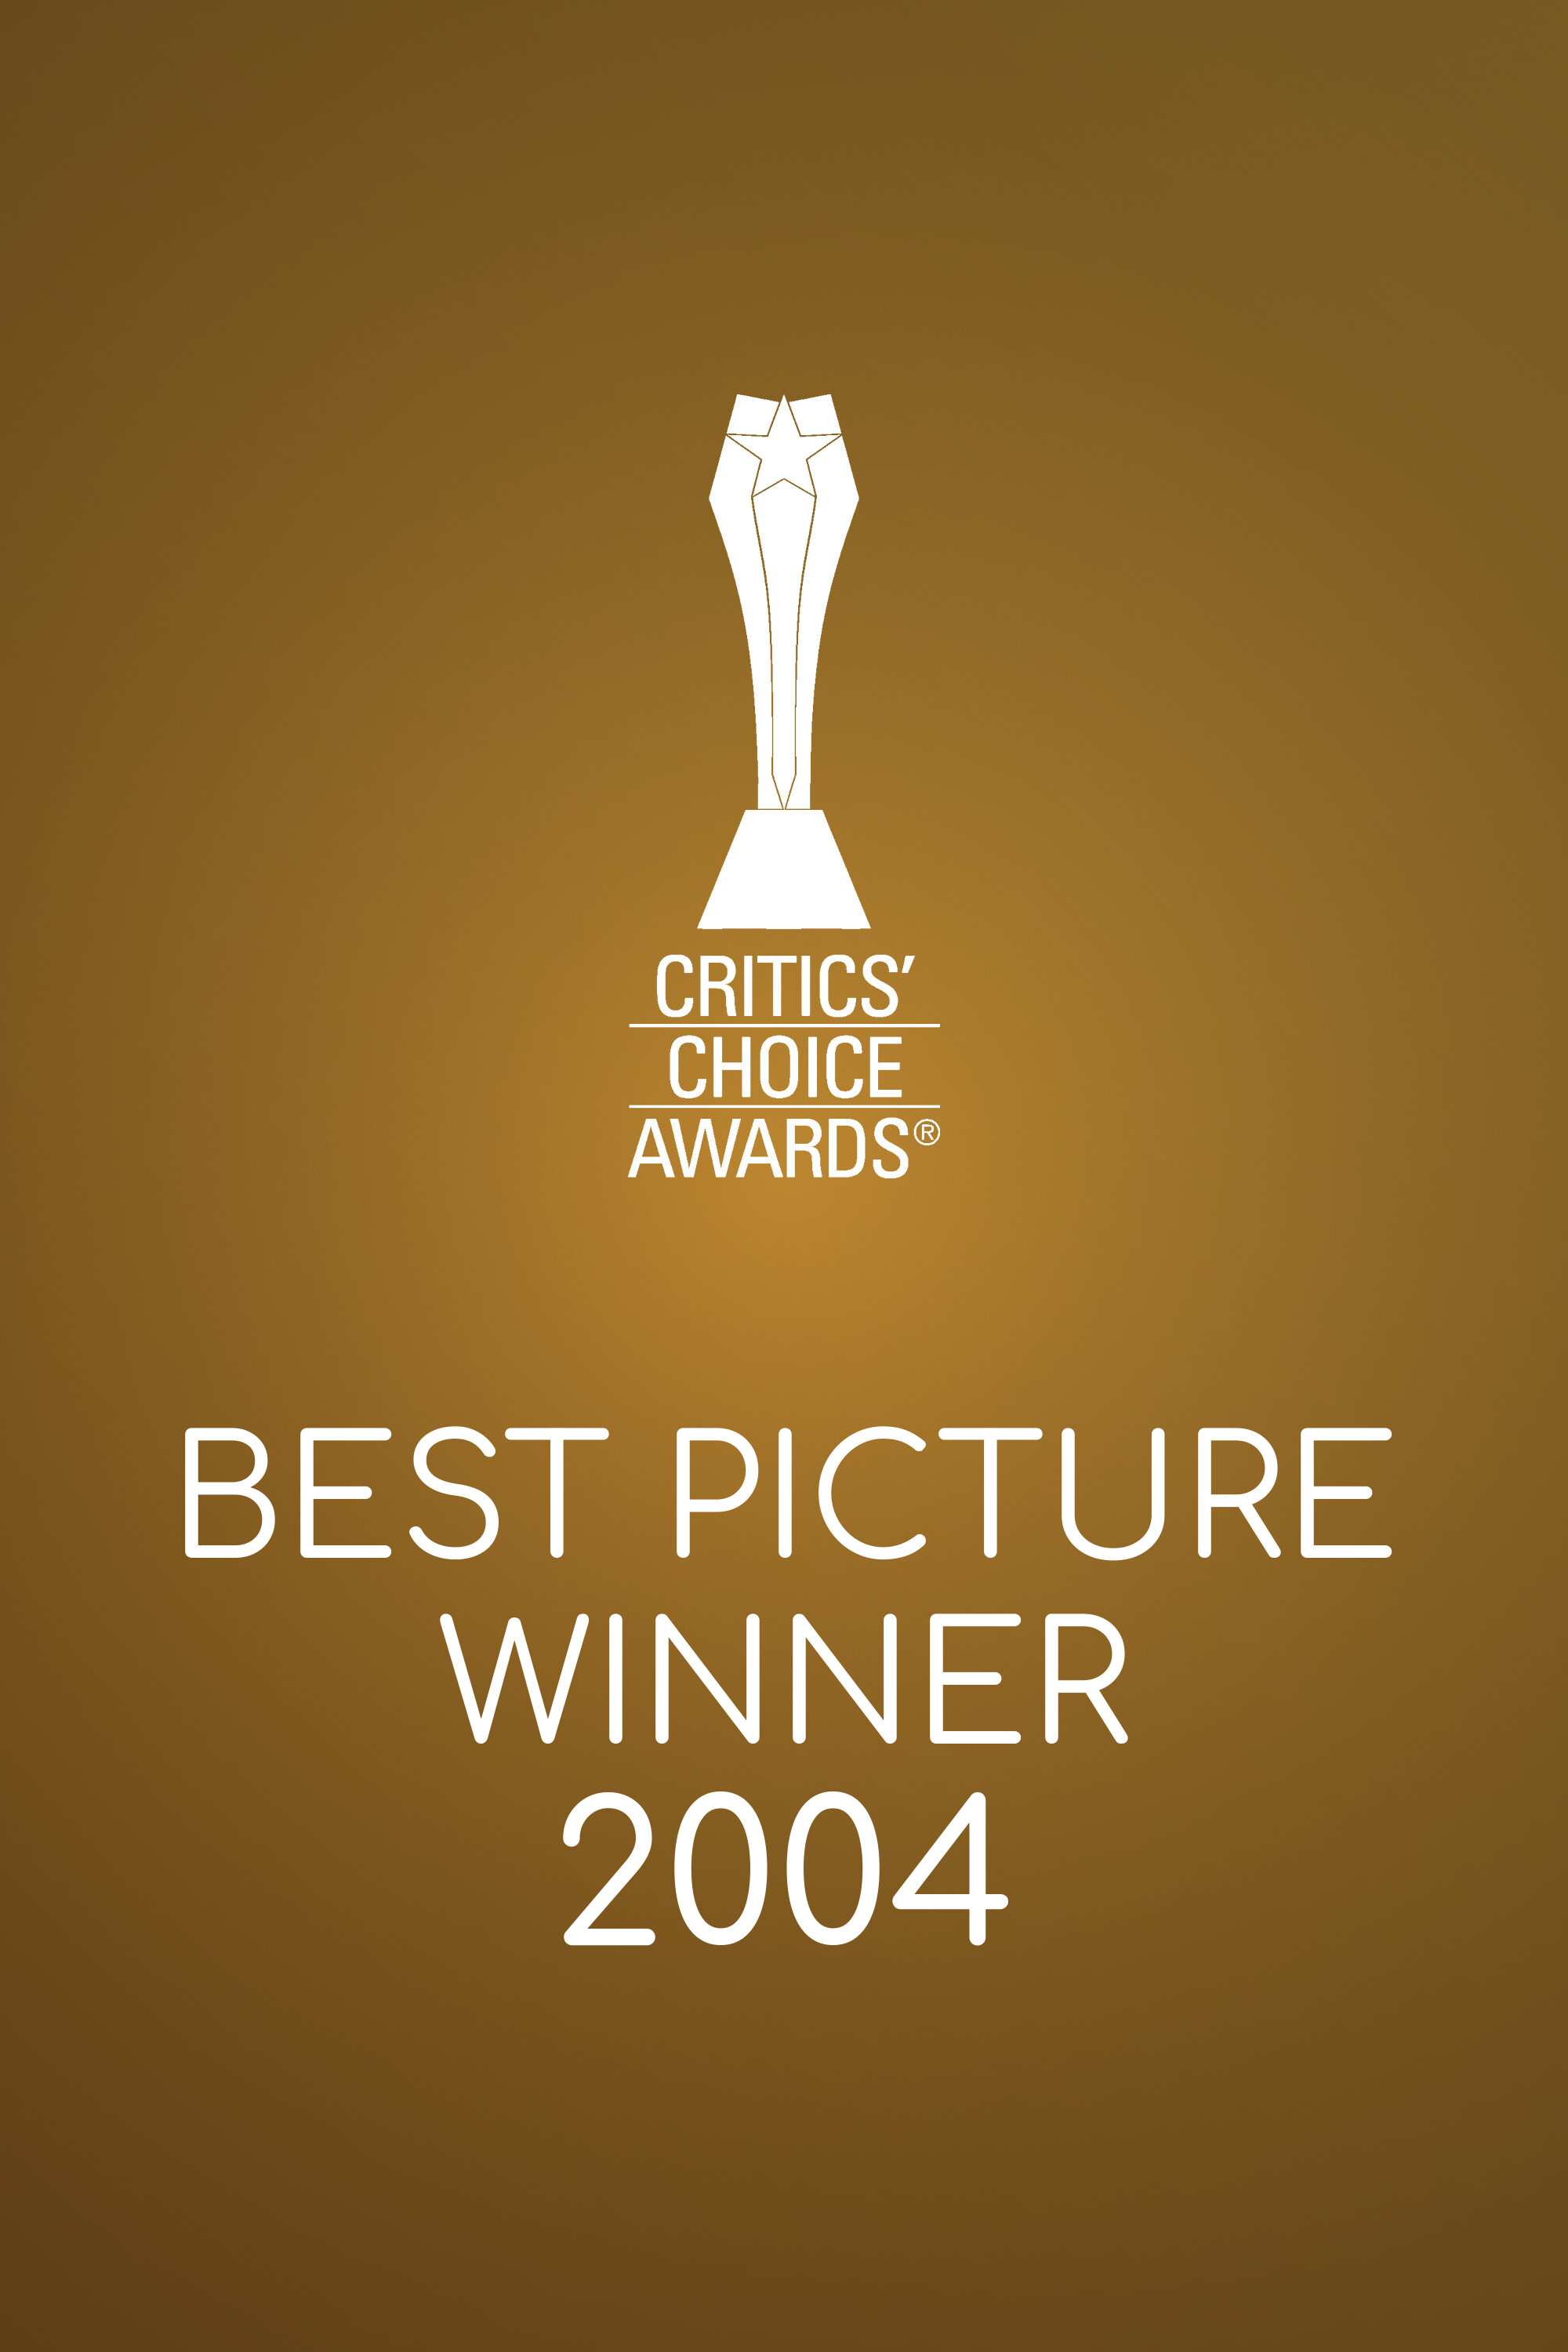 CRITICS'
CHOICE
AWARDS®
BEST PICTURE
WINNER
2004